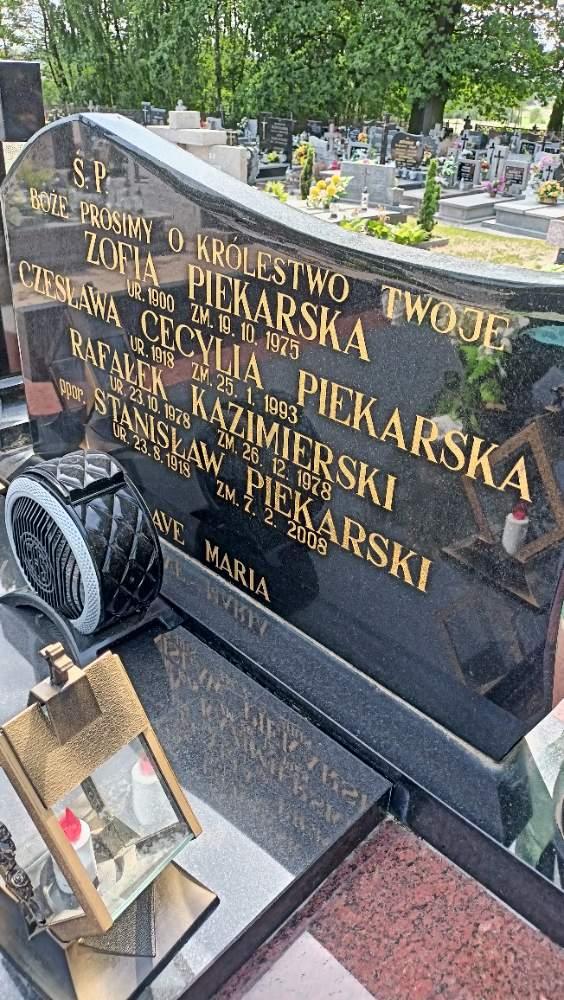 Ś. P.
BOŻE PROSIMY O KRÓLESTWO TWOJE
ZOFIA PIEKARSKA
UR. 1900 ZM. 19. 10. 1975
CZESŁAWA CECYLIA PIEKARSKA
UR. 1918 ZM. 25. 1. 1993
RAFAŁEK KAZIMIERSKI
UR. 23. 10. 1978 ZM. 26. 12. 1978
ppor. STANISŁAW PIEKARSKI
UR. 23. 8. 1918 ZM. 7. 2. 2008
AVE MARIA